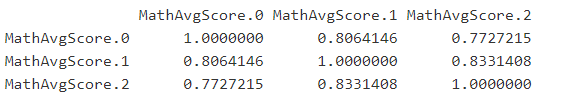 MathAvgScore.0 MathAvgScore.1 MathAvgScore.2
MathAvgScore.0 1.0000000 0.8064146 0.7727215
MathAvgScore.1 0.8064146 1.0000000 0.8331408
MathAvgScore.2 0.7727215 0.8331408 1.0000000